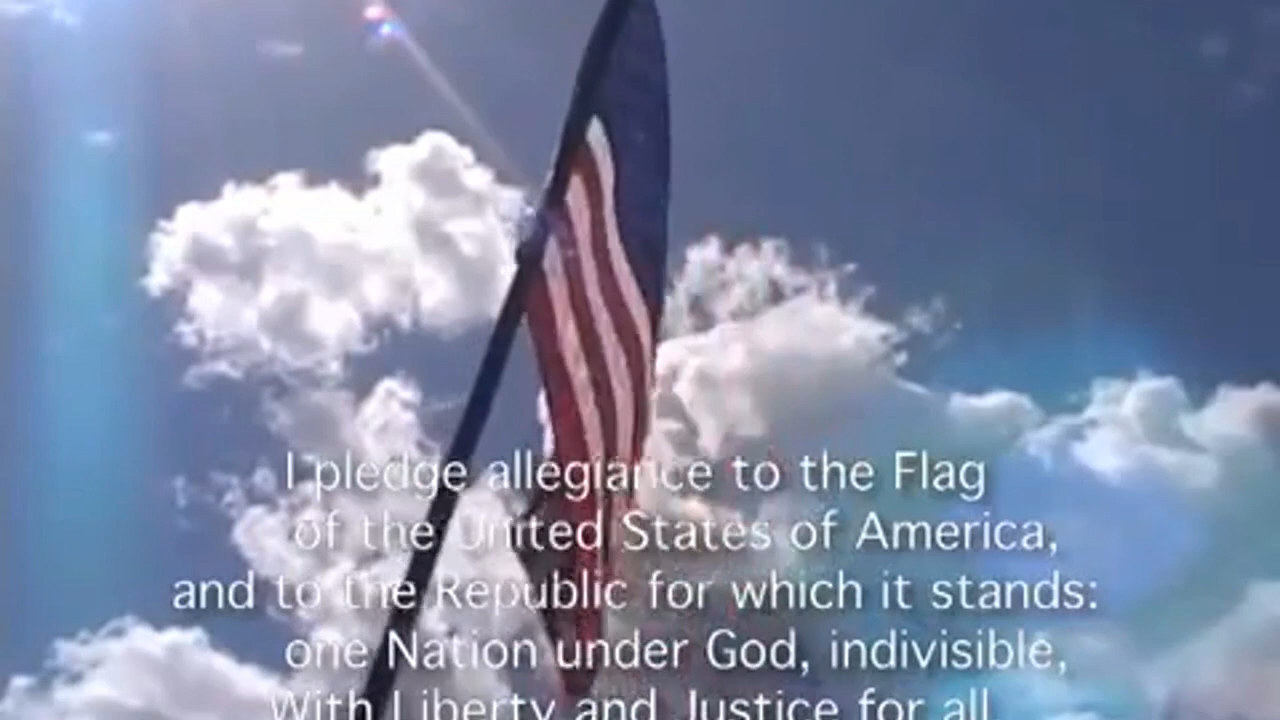 I pledge allegiance to the Flag
of the United States of America,
and to the Republic for which it stands:
one Nation under God, indivisible,
With Liberty and Justice for all